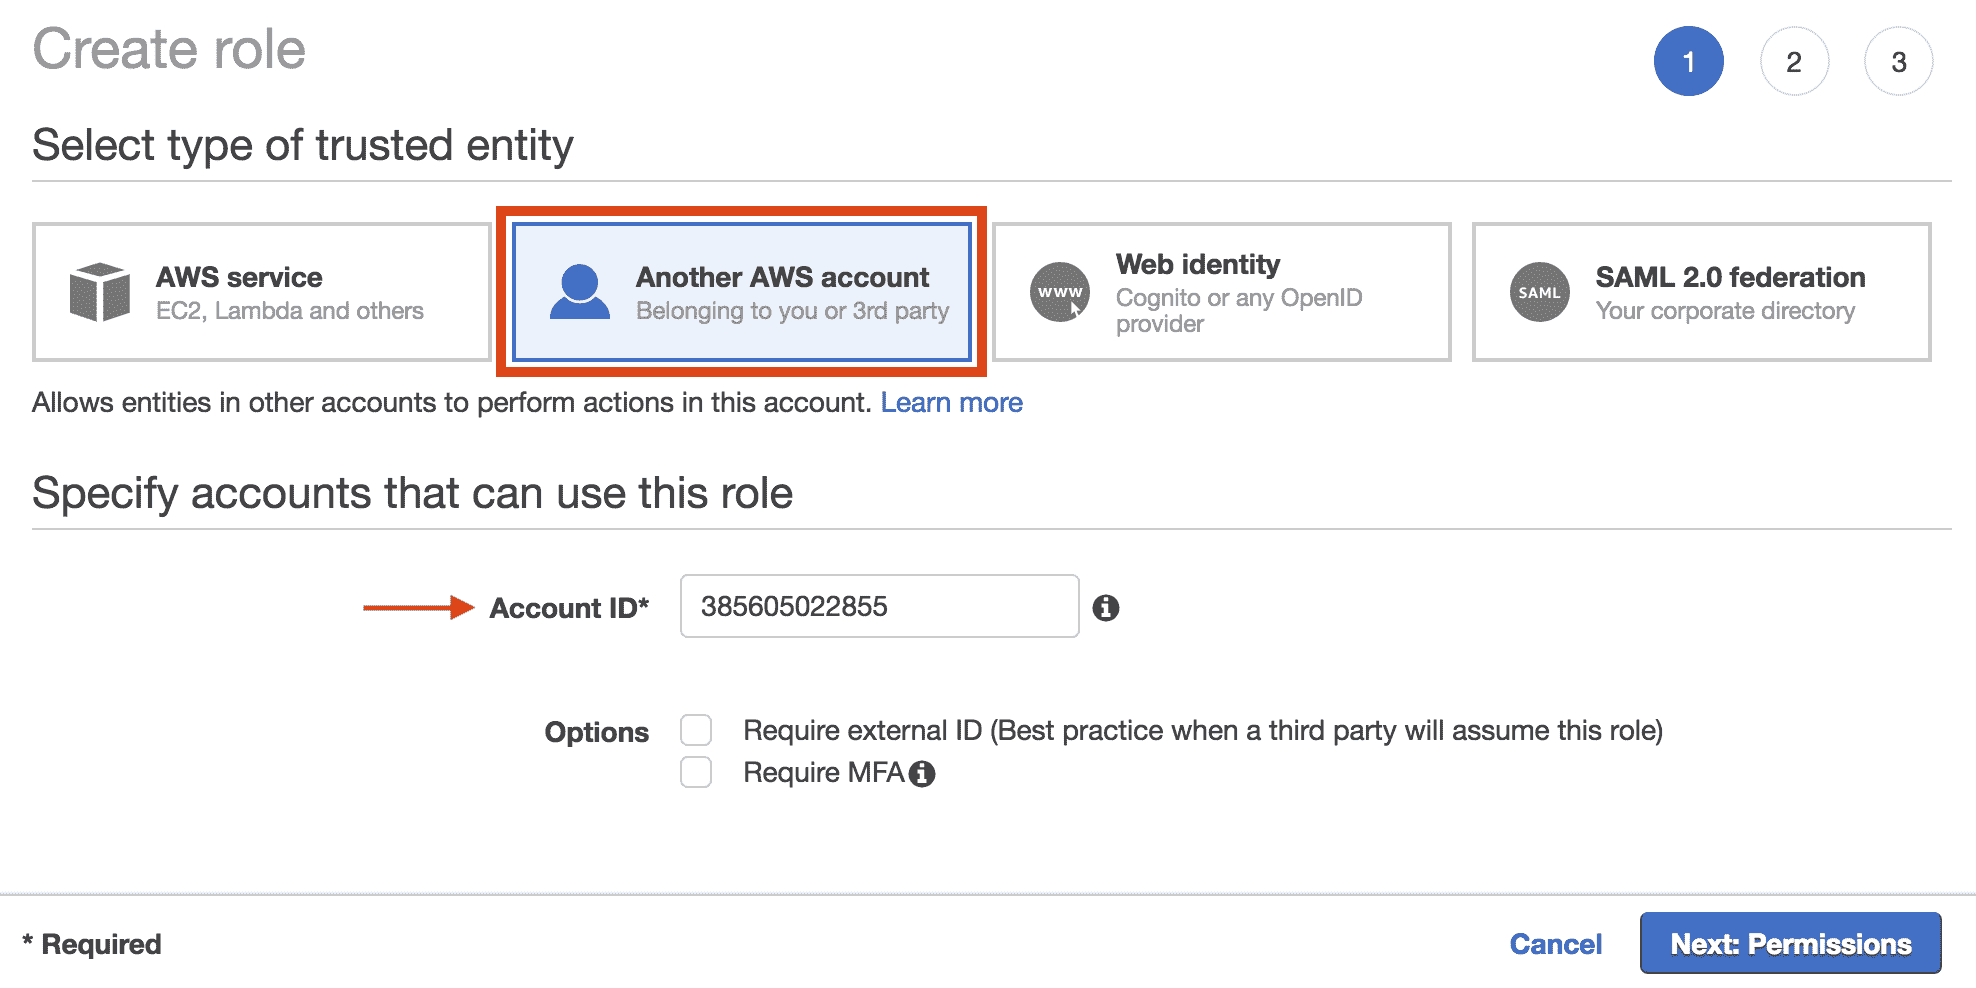 Create role
1
2
3
Select type of trusted entity
AWS service
EC2, Lambda and others
Another AWS account
Belonging to you or 3rd party
www
Web identity
Cognito or any OpenID
provider
SAML
SAML 2.0 federation
Your corporate directory
Allows entities in other accounts to perform actions in this account. Learn more
Specify accounts that can use this role
Account ID* 385605022855 i
Options Require external ID (Best practice when a third party will assume this role)
Require MFA i
* Required
Cancel
Next: Permissions